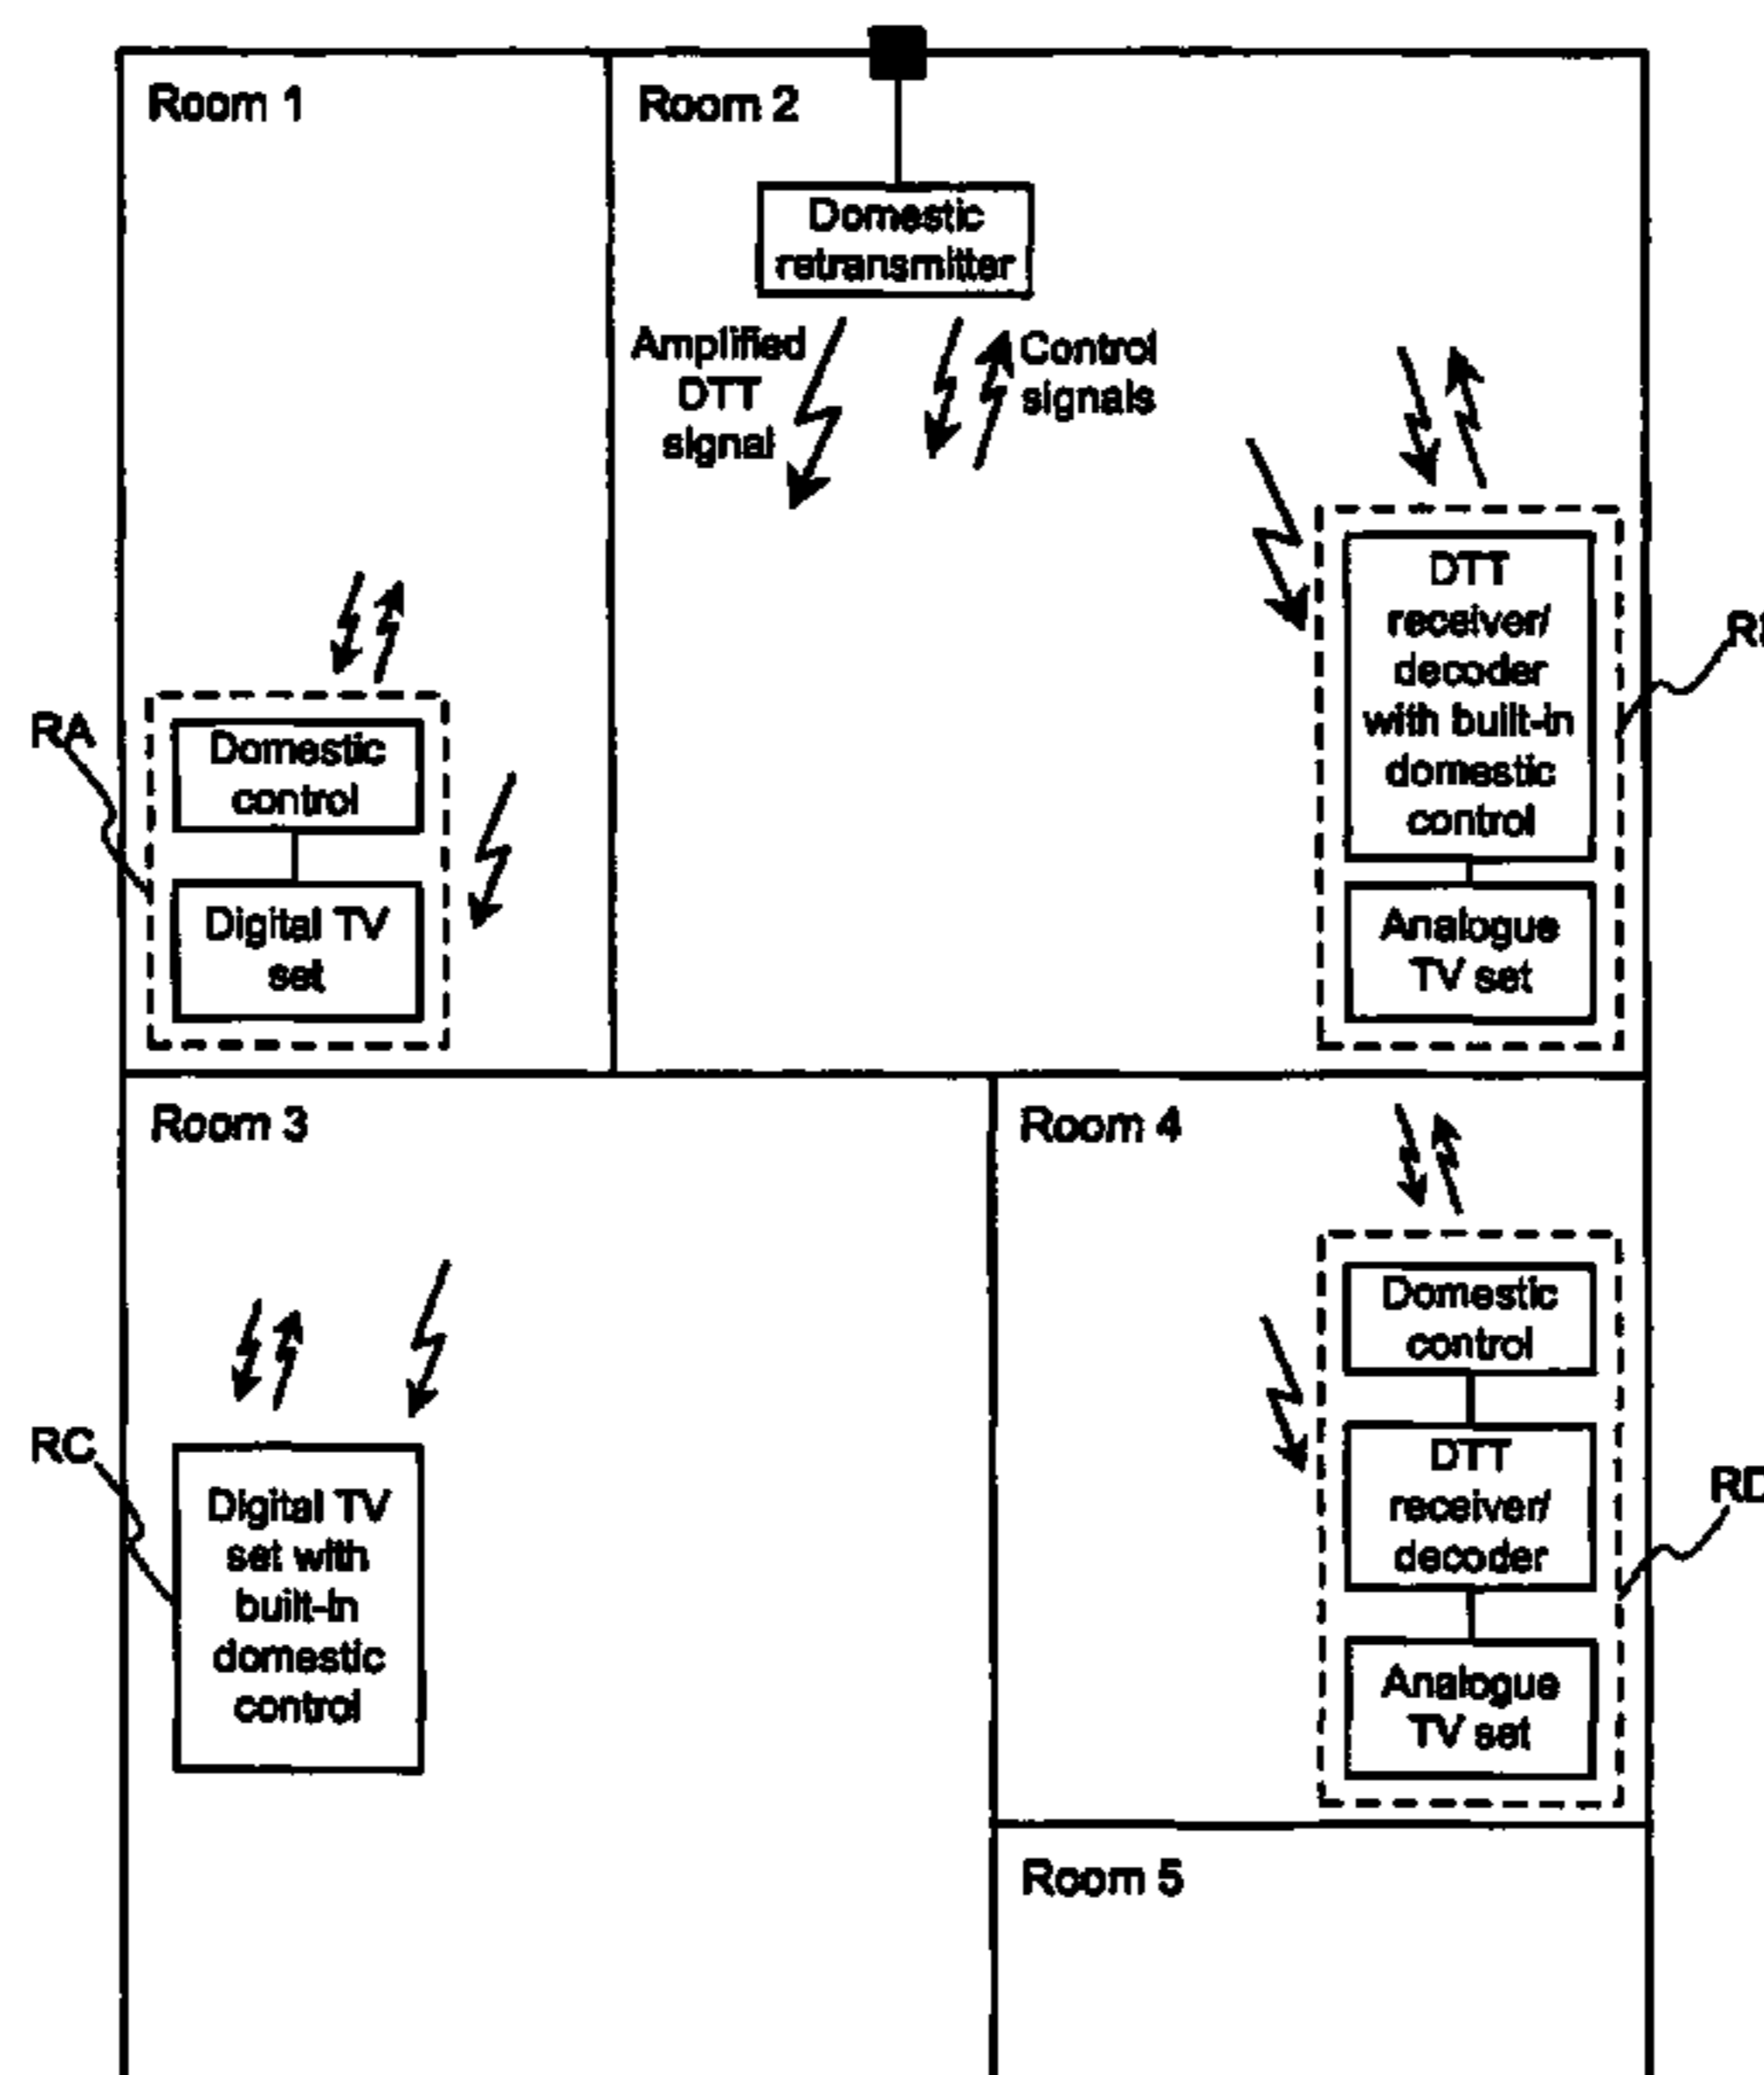 Room 1
Room 2
Domestic
retransmitter
Amplified
DTT
signal
Control
signals
DTT
receiver/
decoder
with built-in
domestic
control
Analogue
TV set
RA
Domestic
control
Digital TV
set
Room 3
Room 4
RC
Digital TV
set with
built-in
domestic
control
Domestic
control
DTT
receiver/
decoder
Analogue
TV set
RD
Room 5